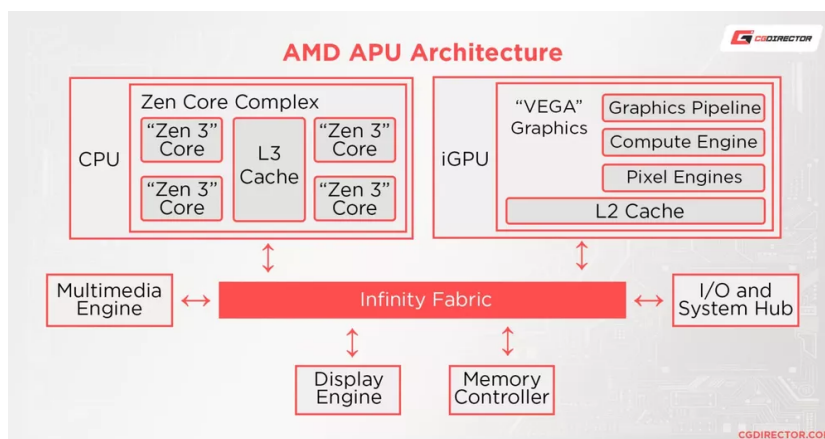 CGDIRECTOR
AMD APU Architecture
CPU
Zen Core Complex
“Zen 3”
Core
L3
Cache
“Zen 3”
Core
“Zen 3”
Core
“Zen 3”
Core
iGPU
“VEGA”
Graphics
Graphics Pipeline
Compute Engine
Pixel Engines
L2 Cache
Multimedia
Engine
Infinity Fabric
I/O and
System Hub
Display
Engine
Memory
Controller
CGDIRECTOR.COM